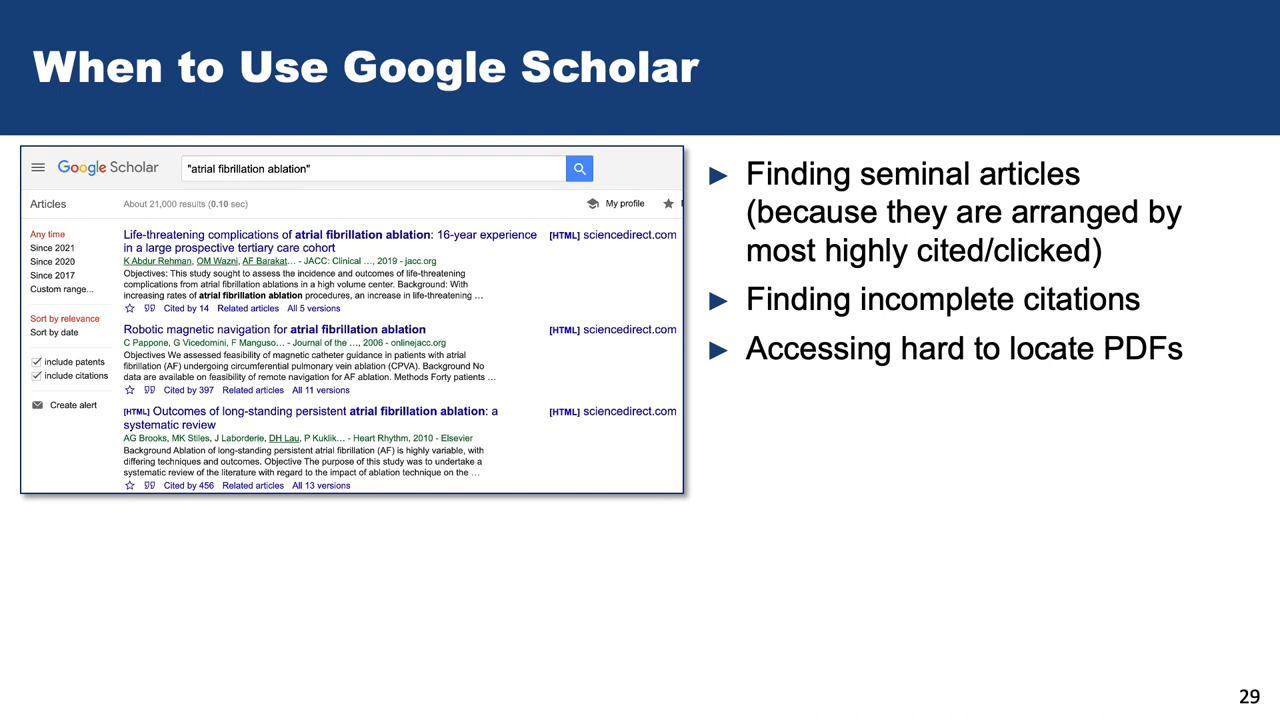 When to Use Google Scholar
Google Scholar
"atrial fibrillation ablation"
Articles
About 21,000 results (0.10 sec)
My profile
Any time
Since 2021
Since 2020
Since 2017
Custom range...
Sort by relevance
Sort by date
include patents
include citations
Create alert
Life-threatening complications of atrial fibrillation ablation: 16-year experience
in a large prospective tertiary care cohort
[HTML] sciencedirect.com
K Abdur Rehman, OM Wazni, AF Barakat… - JACC: Clinical …, 2019 - jacc.org
Objectives: This study sought to assess the incidence and outcomes of life-threatening
complications from atrial fibrillation ablations in a high volume center. Background: With
increasing rates of atrial fibrillation ablation procedures, an increase in life-threatening …
Cited by 14 Related articles All 5 versions
Robotic magnetic navigation for atrial fibrillation ablation
[HTML] sciencedirect.com
C Pappone, G Vicedomini, F Manguso… - Journal of the …, 2006 - onlinejacc.org
Objectives We assessed feasibility of magnetic catheter guidance in patients with atrial
fibrillation (AF) undergoing circumferential pulmonary vein ablation (CPVA). Background No
data are available on feasibility of remote navigation for AF ablation. Methods Forty patients …
Cited by 397 Related articles All 11 versions
[HTML] Outcomes of long-standing persistent atrial fibrillation ablation: a
systematic review
[HTML] sciencedirect.com
AG Brooks, MK Stiles, J Laborderie, DH Lau, P Kuklik… - Heart Rhythm, 2010 - Elsevier
Background Ablation of long-standing persistent atrial fibrillation (AF) is highly variable, with
differing techniques and outcomes. Objective The purpose of this study was to undertake a
systematic review of the literature with regard to the impact of ablation technique on the …
Cited by 456 Related articles All 13 versions
► Finding seminal articles
(because they are arranged by
most highly cited/clicked)
► Finding incomplete citations
► Accessing hard to locate PDFs
29